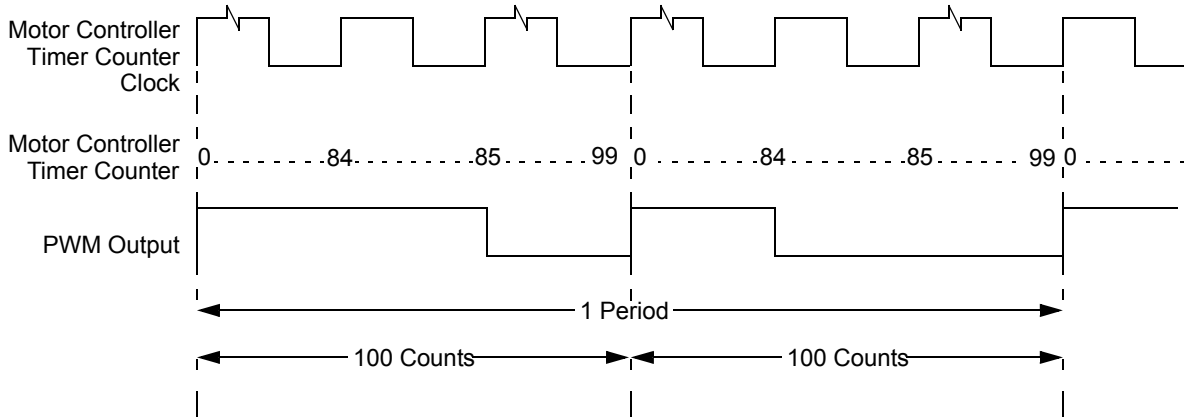 Motor Controller
Timer Counter
Clock
Motor Controller
Timer Counter
0 84 85 99 0 84 85 99 0
PWM Output
1 Period
100 Counts 100 Counts